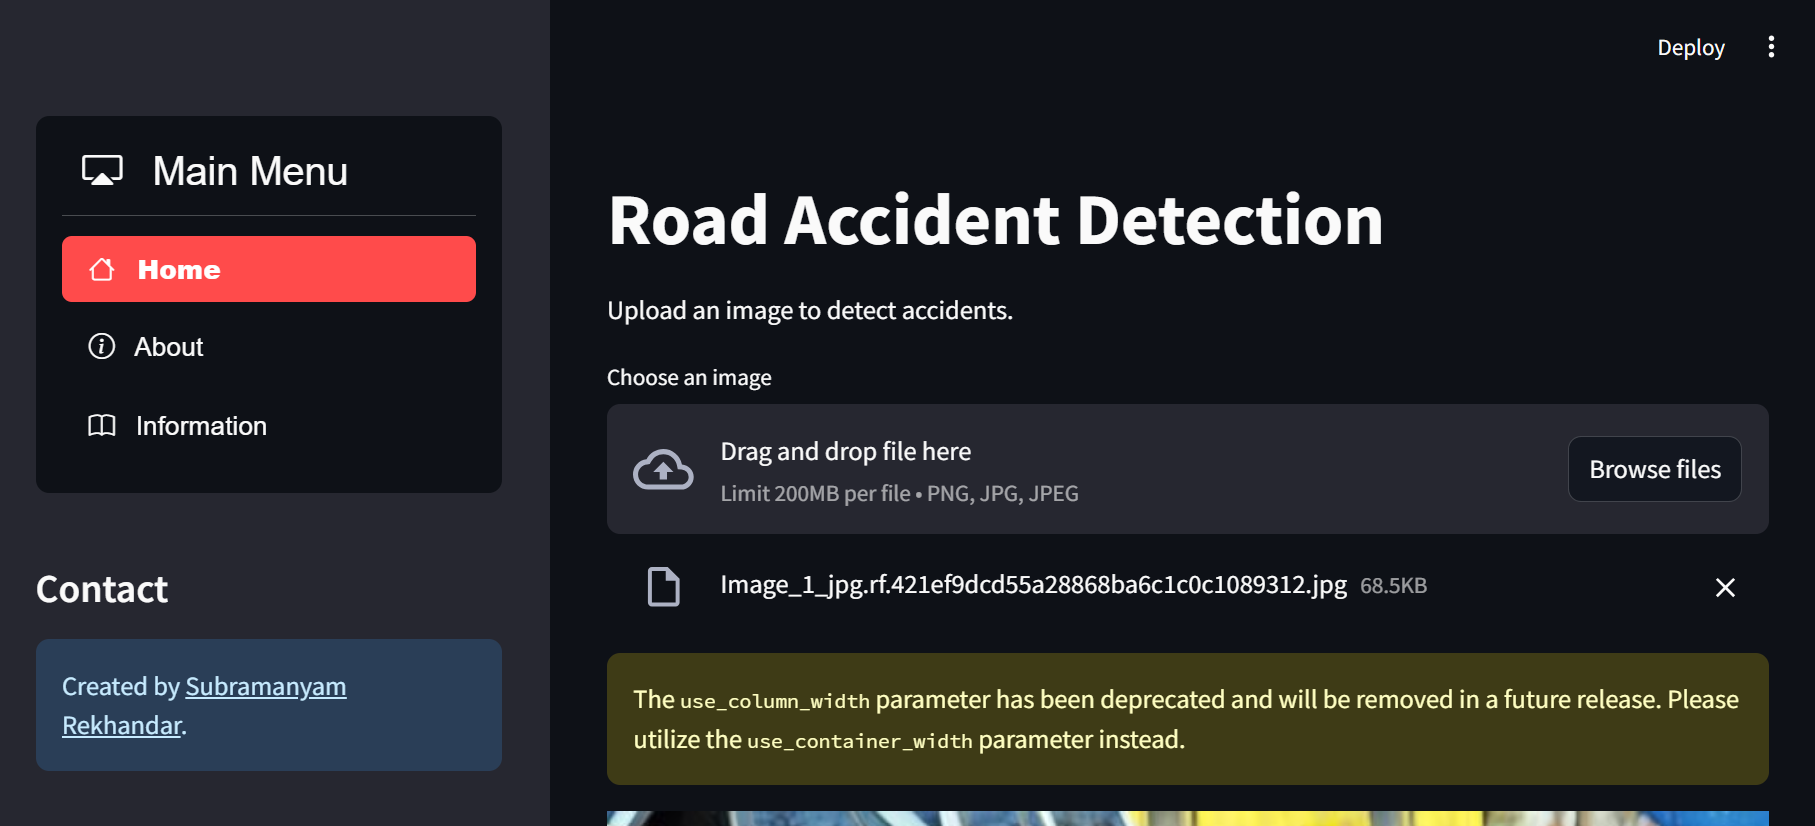 Deploy
Main Menu
Home
About
Information
Contact
Created by Subramanyam
Rekhandar.
Road Accident Detection
Upload an image to detect accidents.
Choose an image
Drag and drop file here
Limit 200MB per file • PNG, JPG, JPEG
Browse files
Image_1_jpg.rf.421ef9dcd55a28868ba6c1c0c1089312.jpg 68.5KB
The use_column_width parameter has been deprecated and will be removed in a future release. Please
utilize the use_container_width parameter instead.